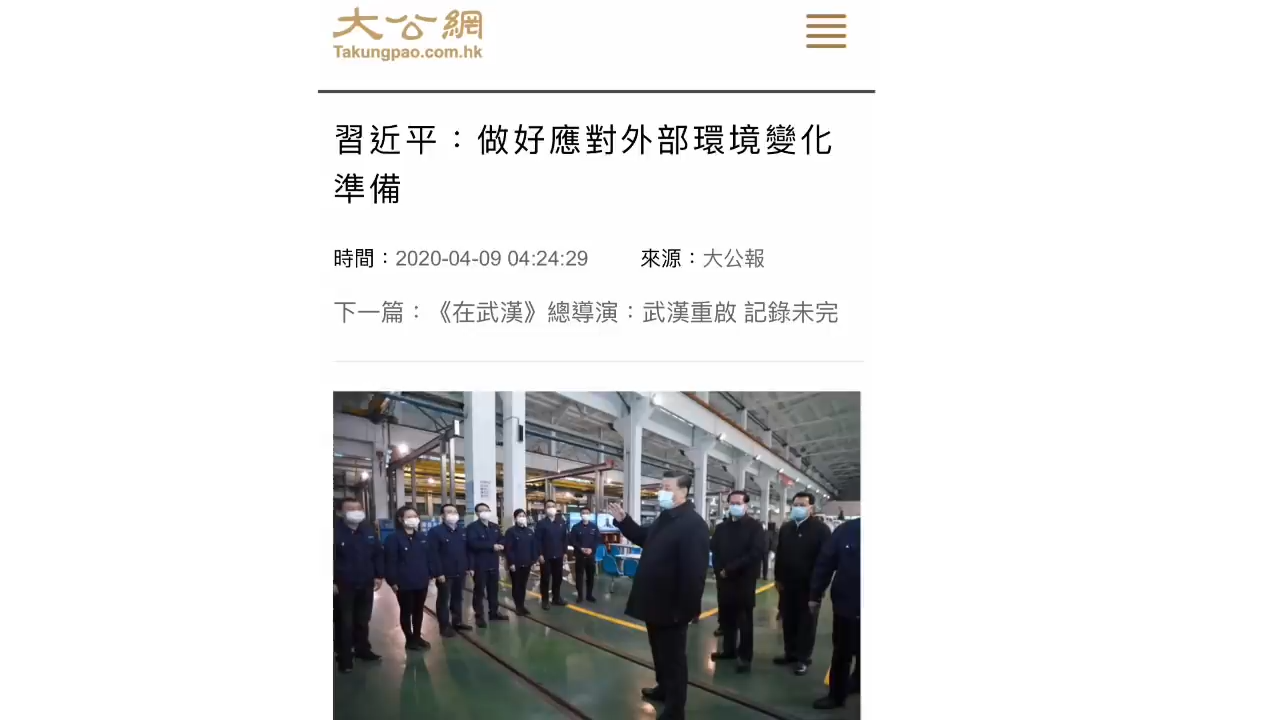 大公網
Takungpao.com.hk
習近平：做好應對外部環境變化
準備
時間：2020-04-09 04:24:29 來源：大公報
下一篇：《在武漢》總導演：武漢重啟 記錄未完